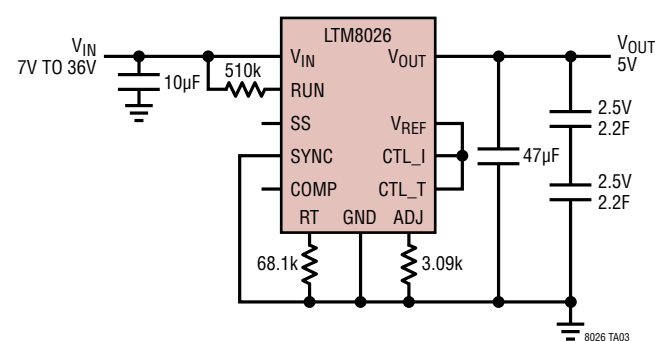 LTM8026
VIN
7V TO 36V
10µF
510k
VIN
RUN
SS
SYNC
COMP
RT
GND
ADJ
VOUT
VREF
CTL_I
CTL_T
VOUT
5V
47µF
2.5V
2.2F
2.5V
2.2F
68.1k
3.09k
8026 TA03